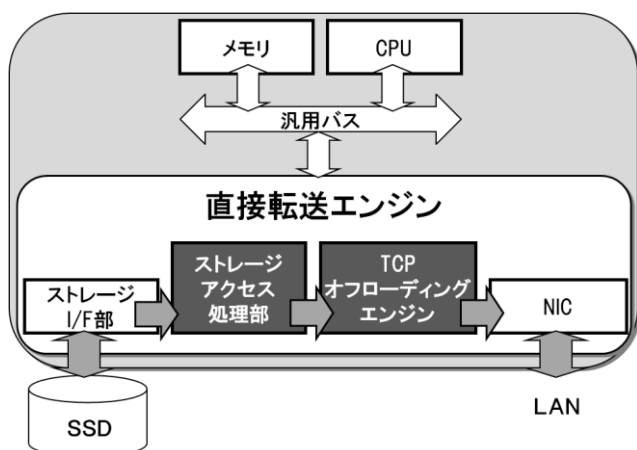 メモリ
CPU
汎用バス
直接転送エンジン
ストレージ
I/F部
ストレージ
アクセス
処理部
TCP
オフローディング
エンジン
NIC
SSD
LAN